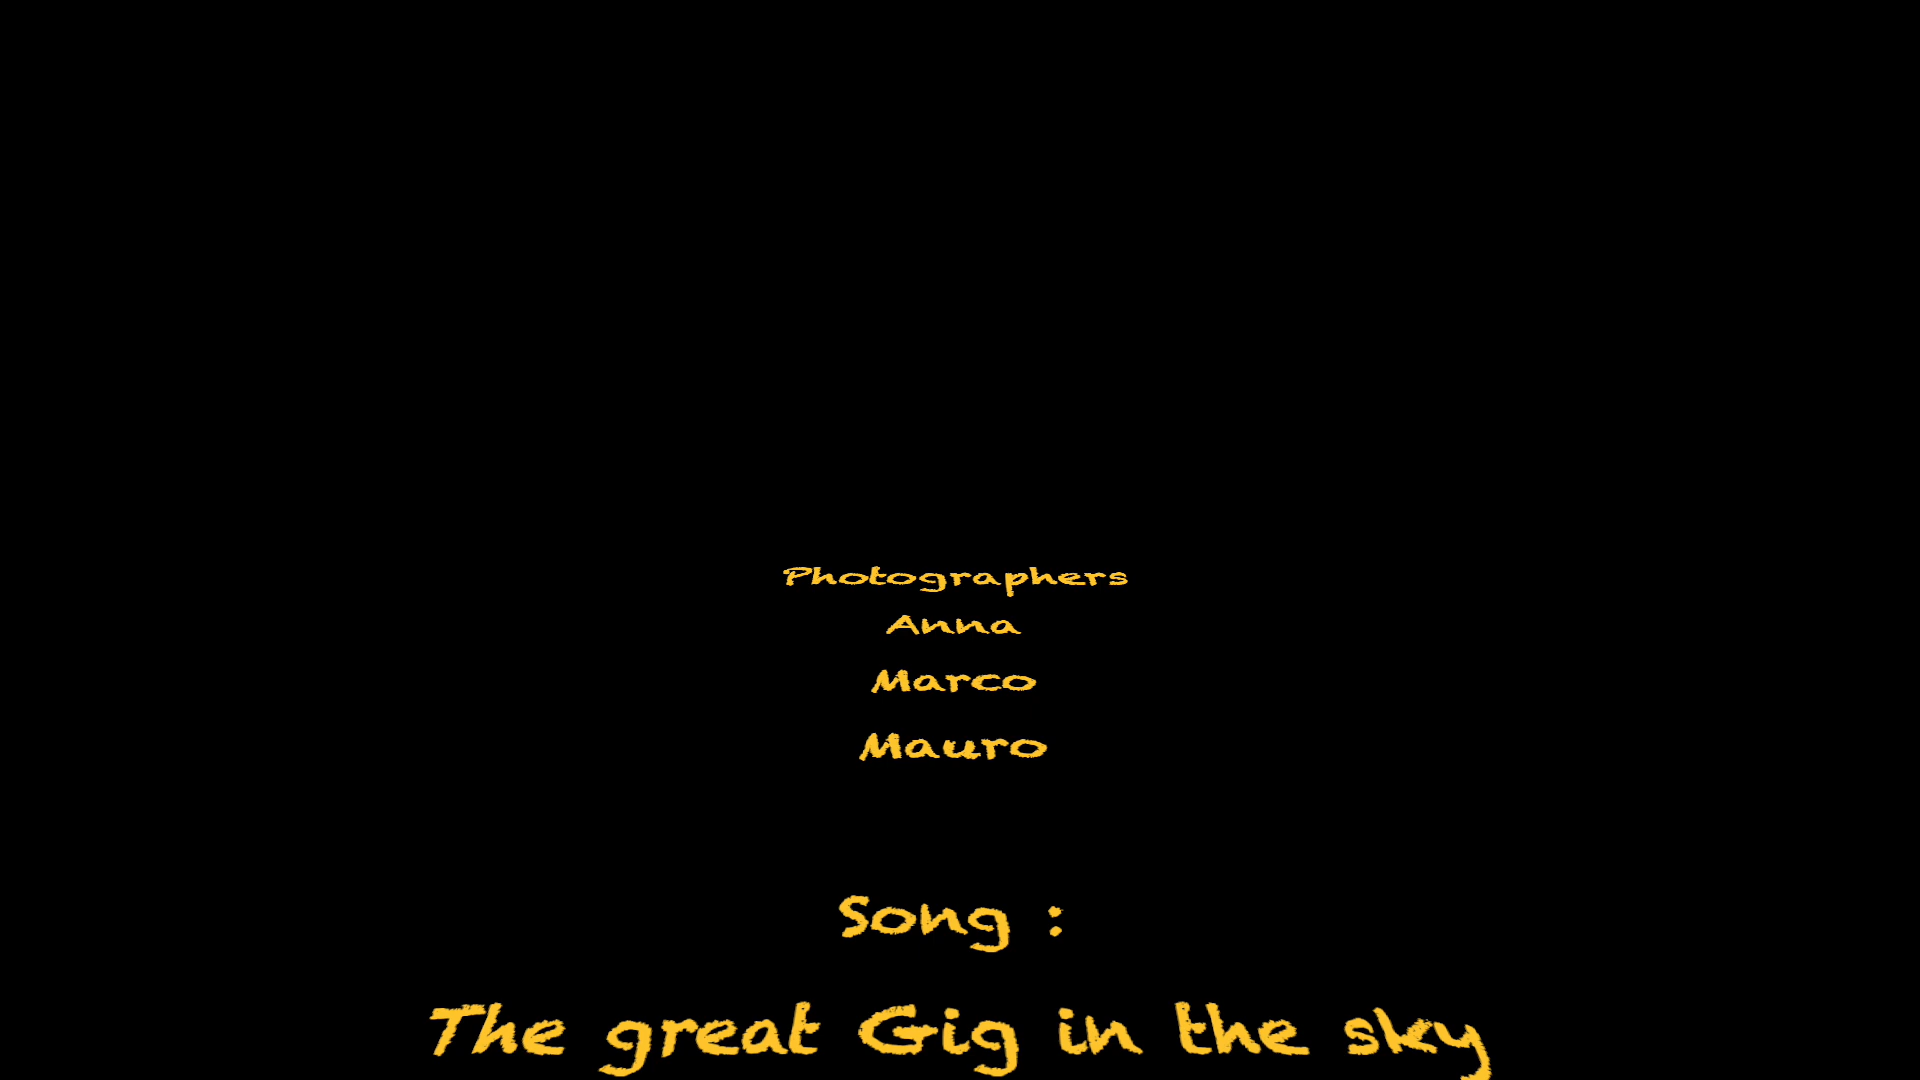 Photographers
Anna
Marco
Mauro
Song :
The great Gig in the sky